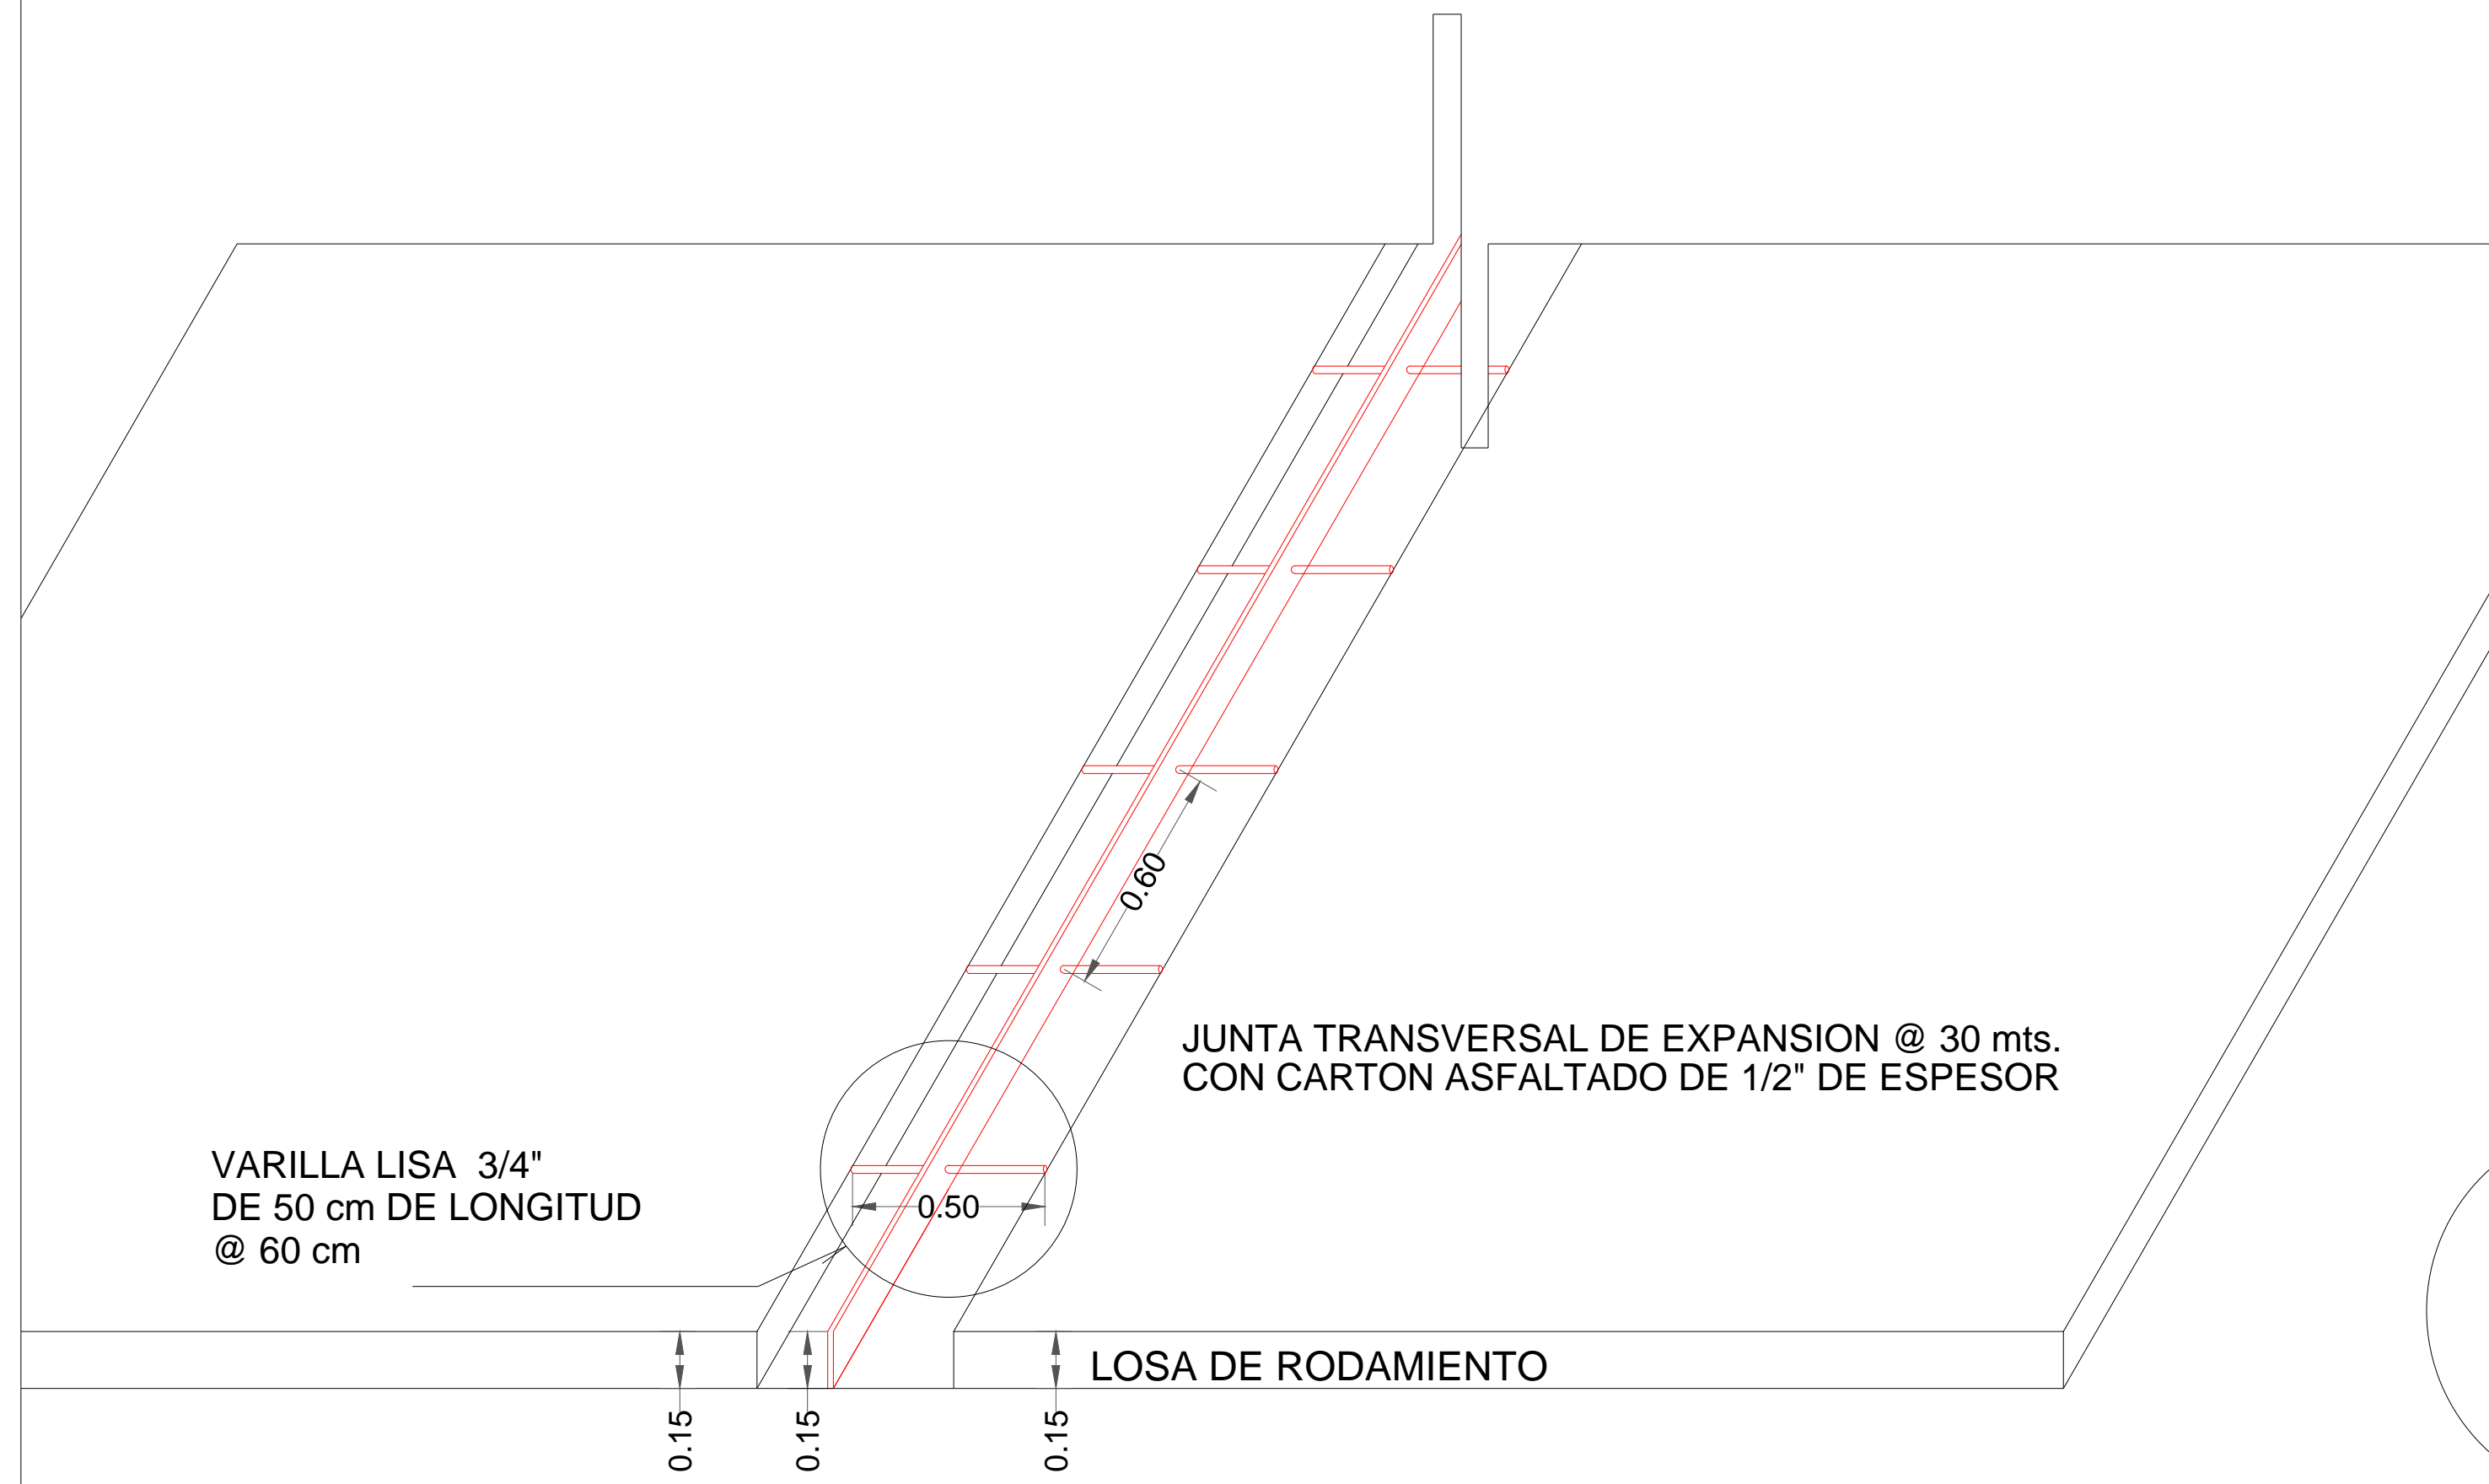 0.60
JUNTA TRANSVERSAL DE EXPANSION @ 30 mts.
CON CARTON ASFALTADO DE 1/2" DE ESPESOR
VARILLA LISA 3/4"
DE 50 cm DE LONGITUD
@ 60 cm
0.50
LOSA DE RODAMIENTO
0.15
0.15
0.15